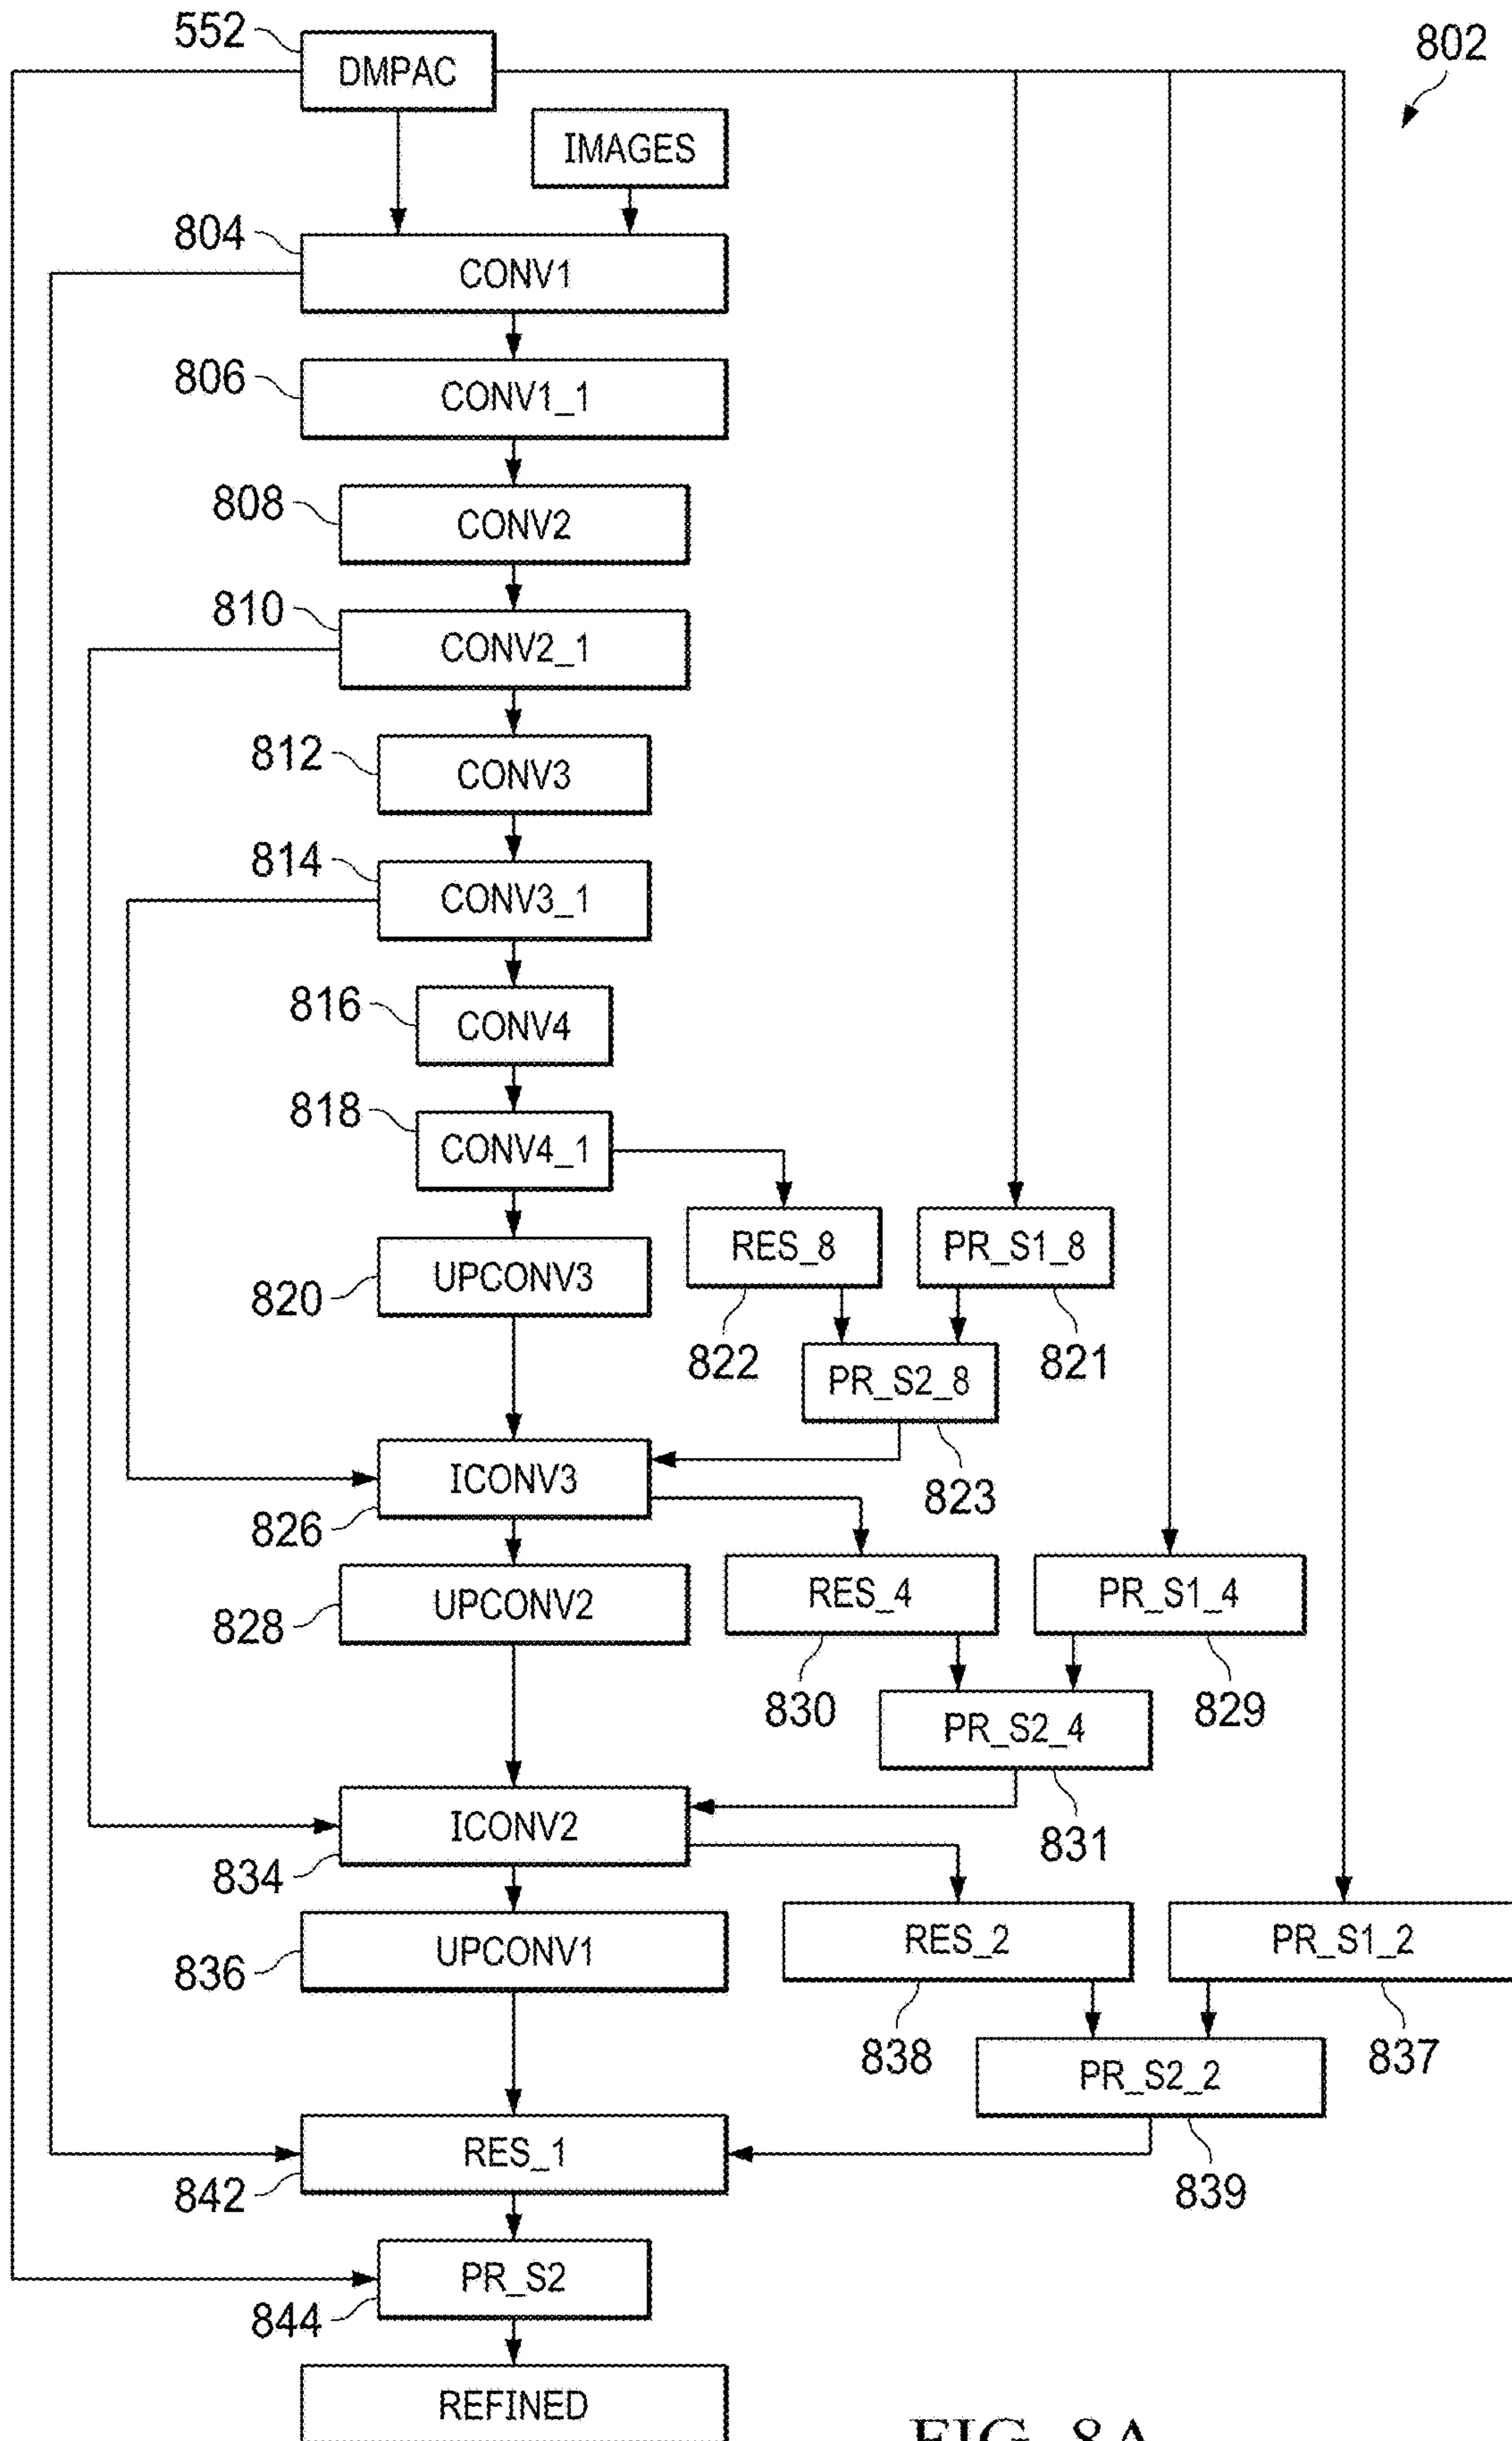 552
DMPAC
802
IMAGES
804
CONV1
806
CONV1_1
808
CONV2
810
CONV2_1
812
CONV3
814
CONV3_1
816
CONV4
818
CONV4_1
RES_8
PR_S1_8
820
UPCONV3
822
821
PR_S2_8
823
ICONV3
826
RES_4
PR_S1_4
828
UPCONV2
830
829
PR_S2_4
831
ICONV2
834
RES_2
PR_S1_2
836
UPCONV1
838
837
PR_S2_2
839
RES_1
842
PR_S2
844
REFINED
FIG. 8A